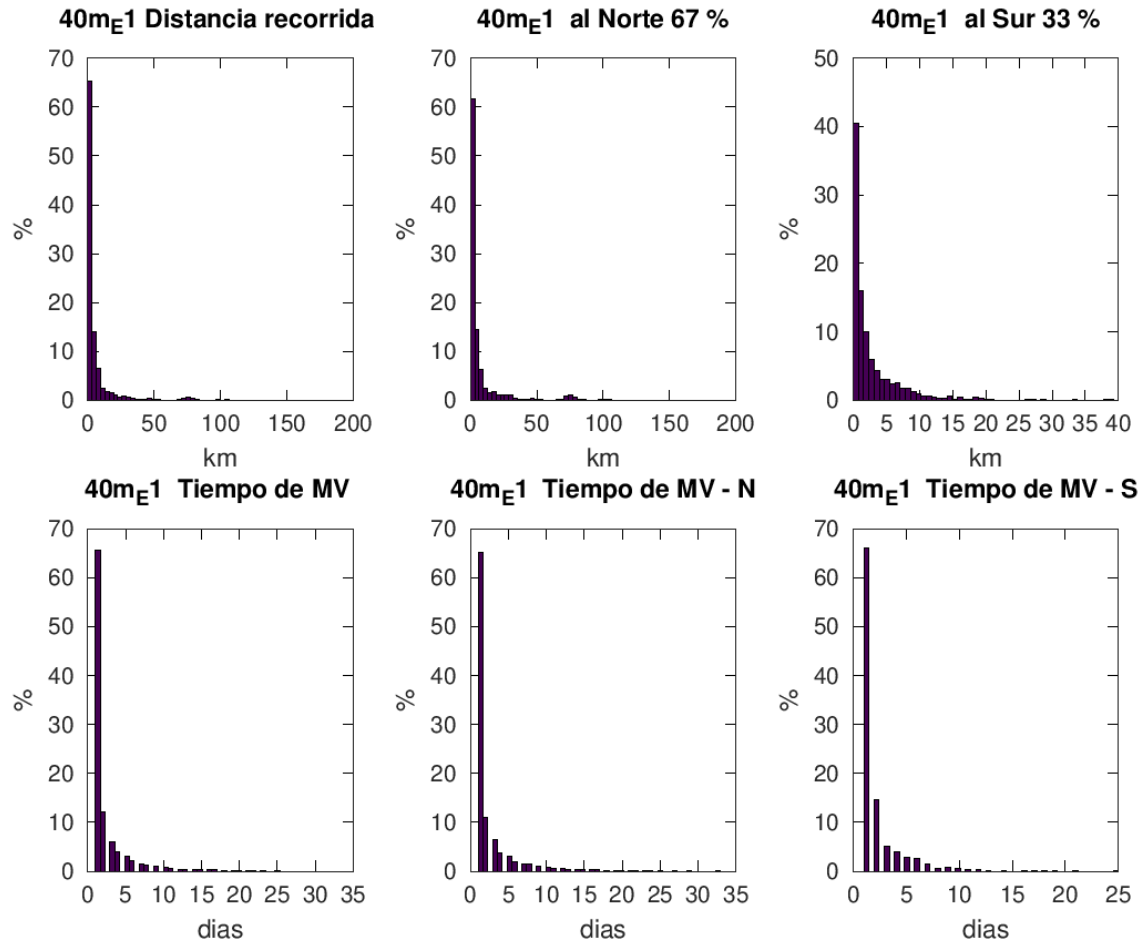 40mE1 Distancia recorrida
40mE1 al Norte 67 %
40mE1 al Sur 33 %
70
60
50
40
30
20
10
0
%
0 50 100 150 200
km
70
60
50
40
30
20
10
0
%
0 50 100 150 200
km
50
40
30
20
10
0
%
0 5 10 15 20 25 30 35 40
km
40mE1 Tiempo de MV
40mE1 Tiempo de MV - N
40mE1 Tiempo de MV - S
70
60
50
40
30
20
10
0
%
0 5 10 15 20 25 30 35
dias
70
60
50
40
30
20
10
0
%
0 5 10 15 20 25 30 35
dias
70
60
50
40
30
20
10
0
%
0 5 10 15 20 25
dias